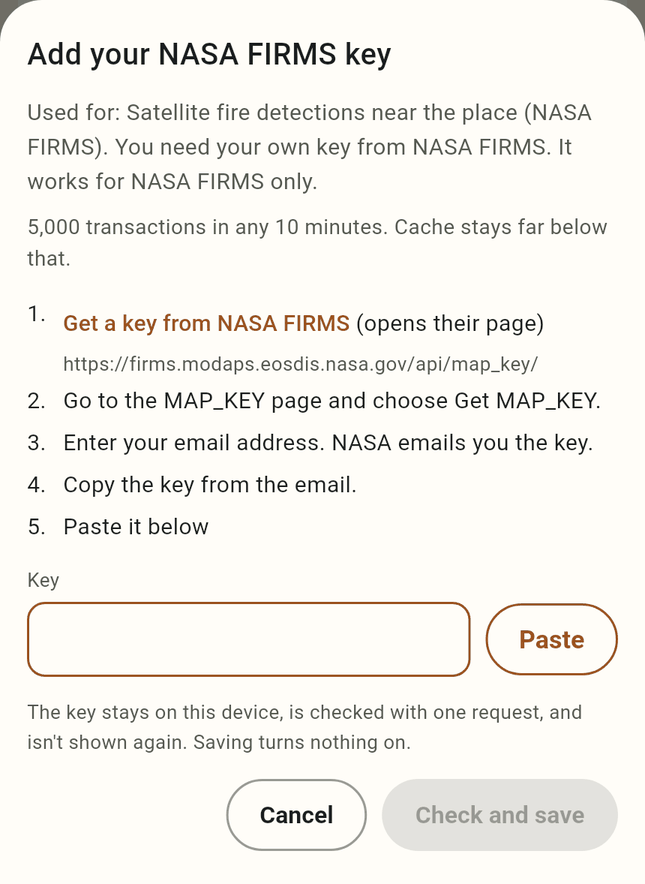 Add your NASA FIRMS key
Used for: Satellite fire detections near the place (NASA
FIRMS). You need your own key from NASA FIRMS. It
works for NASA FIRMS only.
5,000 transactions in any 10 minutes. Cache stays far below
that.
1. Get a key from NASA FIRMS (opens their page)
https://firms.modaps.eosdis.nasa.gov/api/map_key/
2. Go to the MAP_KEY page and choose Get MAP_KEY.
3. Enter your email address. NASA emails you the key.
4. Copy the key from the email.
5. Paste it below
Key
Paste
The key stays on this device, is checked with one request, and
isn't shown again. Saving turns nothing on.
Cancel Check and save